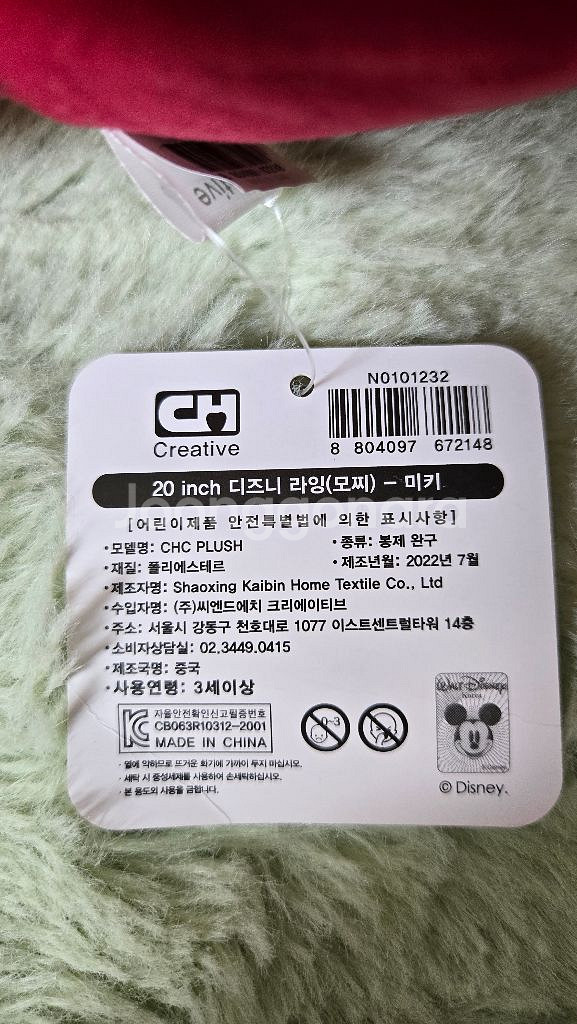 CH
Creative
N0101232
8 804097 672148
20 inch 디즈니 라잉(모찌) - 미키
[어린이제품 안전특별법에 의한 표시사항]
•모델명: CHC PLUSH
•종류: 봉제 완구
•재질: 폴리에스테르
•제조년월: 2022년 7월
•제조자명: Shaoxing Kaibin Home Textile Co., Ltd
•수입자명: (주)씨엔드에치 크리에이티브
•주소: 서울시 강동구 천호대로 1077 이스트센트럴타워 14층
•소비자상담실: 02.3449.0415
•제조국명: 중국
•사용연령: 3세이상
자율안전확인신고필증번호
CB063R10312-2001
MADE IN CHINA
0-3
· 열에 약하므로 뜨거운 화기에 가까이 두지 마십시오.
· 세탁 시 중성세제를 사용하여 손세탁하십시오.
· 본 용도외 사용을 금합니다.
Walt Disney
Korea
© Disney.
Joonggonara